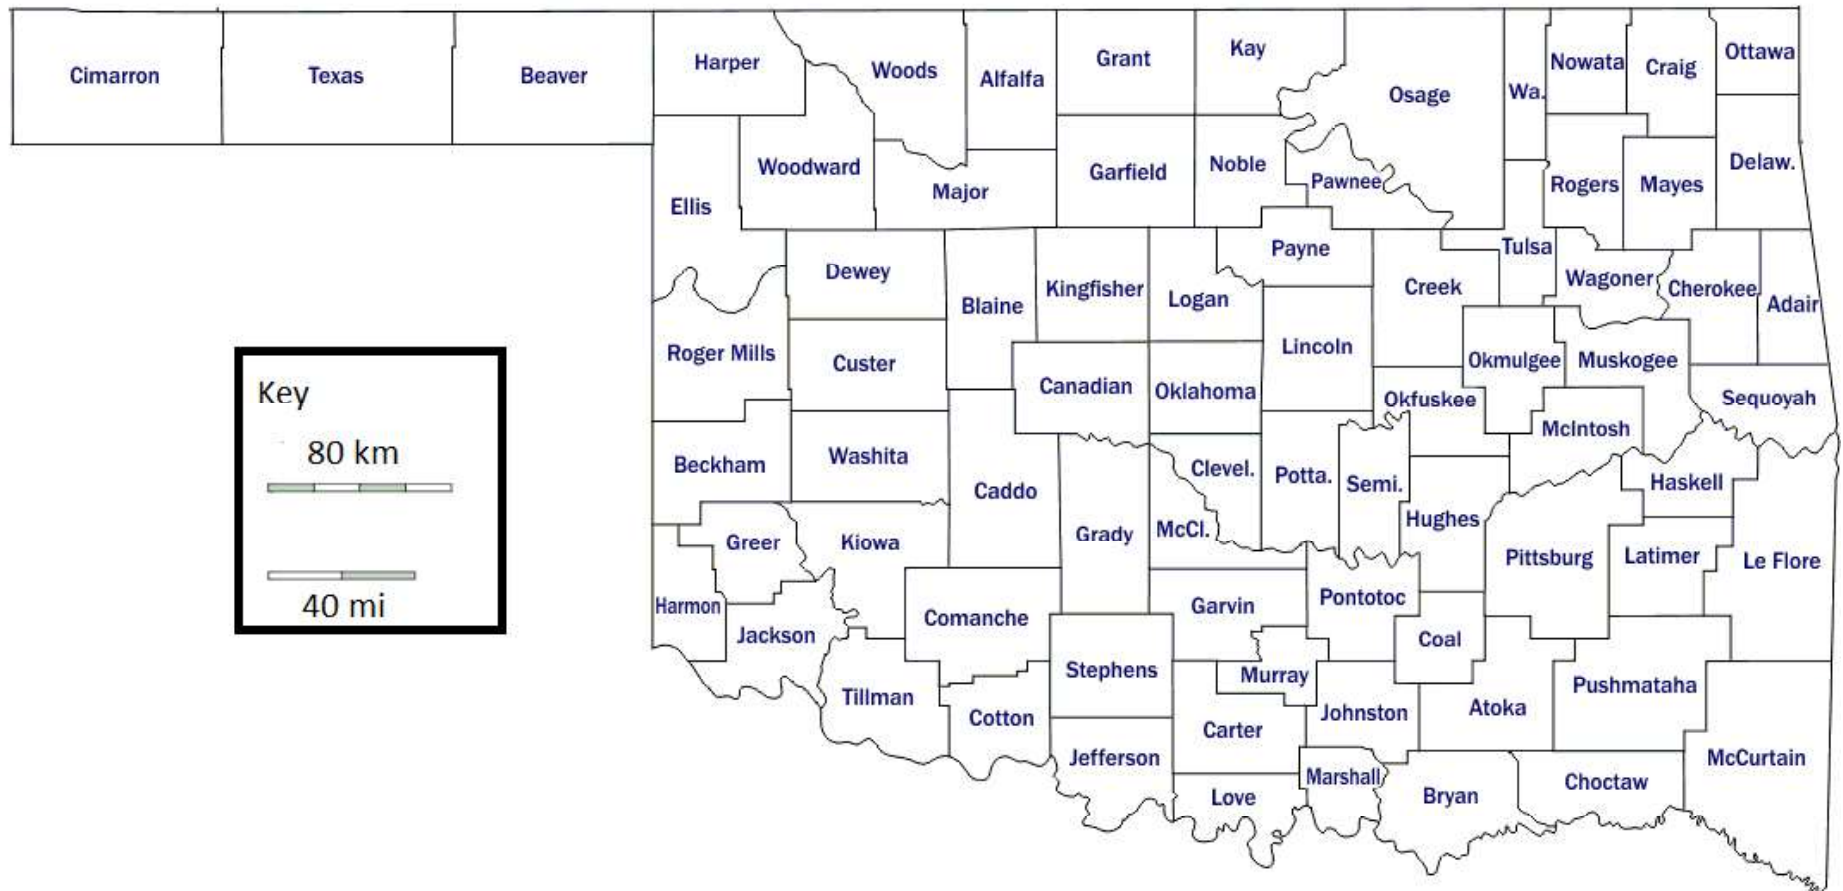 Cimarron
Texas
Beaver
Harper
Woods
Alfalfa
Grant
Kay
Osage
Wa.
Nowata
Craig
Ottawa
Ellis
Woodward
Major
Garfield
Noble
Pawnee
Rogers
Mayes
Delaw.
Dewey
Blaine
Kingfisher
Logan
Payne
Creek
Tulsa
Wagoner
Cherokee
Adair
Roger Mills
Custer
Canadian
Oklahoma
Lincoln
Okfuskee
Okmulgee
Muskogee
Sequoyah
McIntosh
Beckham
Washita
Caddo
Grady
Clevel.
McCl.
Potta.
Semi.
Hughes
Haskell
Pittsburg
Latimer
Le Flore
Greer
Kiowa
Harmon
Jackson
Comanche
Garvin
Pontotoc
Coal
Tillman
Cotton
Stephens
Murray
Johnston
Atoka
Pushmataha
Carter
Jefferson
Love
Marshall
Bryan
Choctaw
McCurtain
Key
80 km
40 mi